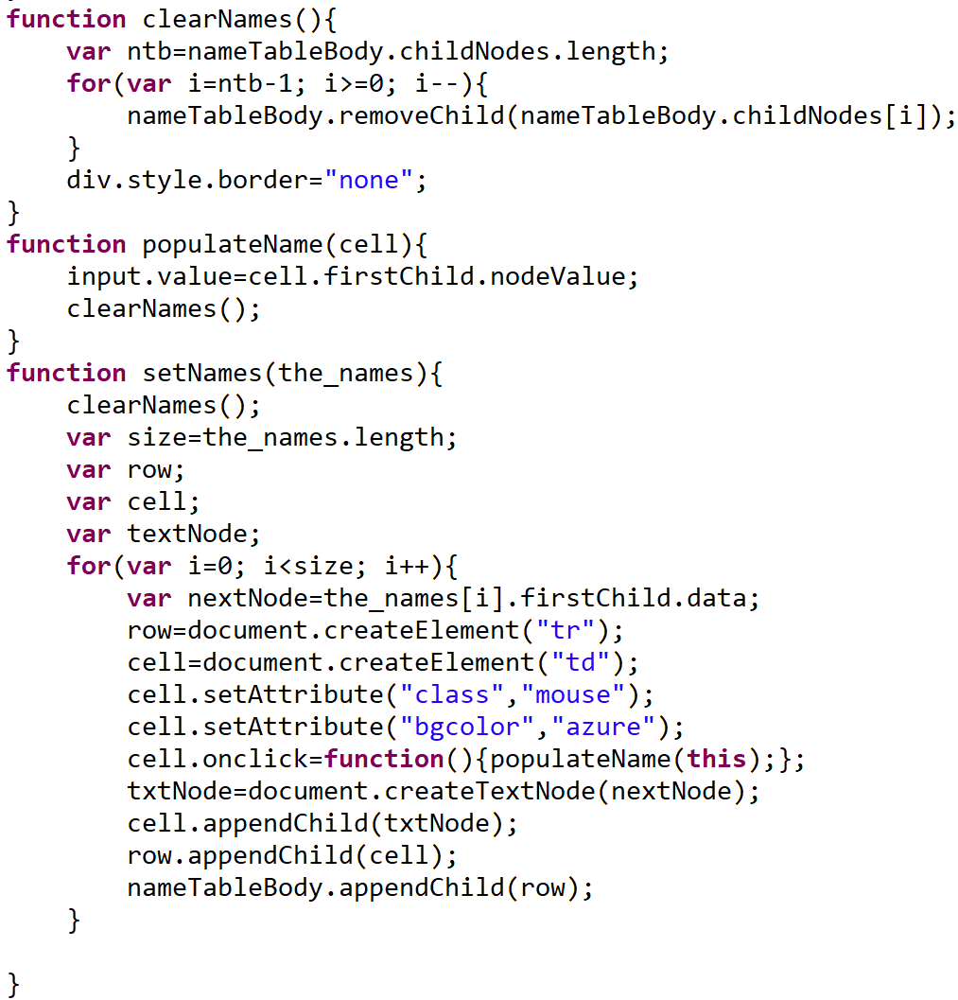 function clearNames(){
    var ntb=nameTableBody.childNodes.length;
    for(var i=ntb-1; i>=0; i--){
        nameTableBody.removeChild(nameTableBody.childNodes[i]);
    }
    div.style.border="none";
}
function populateName(cell){
    input.value=cell.firstChild.nodeValue;
    clearNames();
}
function setNames(the_names){
    clearNames();
    var size=the_names.length;
    var row;
    var cell;
    var textNode;
    for(var i=0; i<size; i++){
        var nextNode=the_names[i].firstChild.data;
        row=document.createElement("tr");
        cell=document.createElement("td");
        cell.setAttribute("class","mouse");
        cell.setAttribute("bgcolor","azure");
        cell.onclick=function(){populateName(this);};
        txtNode=document.createTextNode(nextNode);
        cell.appendChild(txtNode);
        row.appendChild(cell);
        nameTableBody.appendChild(row);
    }

}